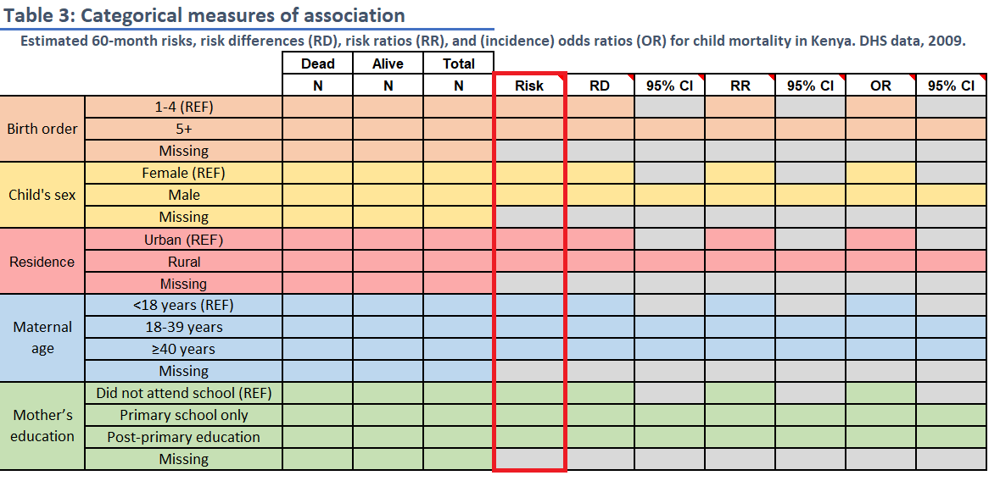 Table 3: Categorical measures of association
Estimated 60-month risks, risk differences (RD), risk ratios (RR), and (incidence) odds ratios (OR) for child mortality in Kenya. DHS data, 2009.
Dead Alive Total
N N N Risk RD 95% CI RR 95% CI OR 95% CI
Birth order
1-4 (REF)
5+
Missing
Child's sex
Female (REF)
Male
Missing
Residence
Urban (REF)
Rural
Missing
Maternal
age
<18 years (REF)
18-39 years
≥40 years
Missing
Mother’s
education
Did not attend school (REF)
Primary school only
Post-primary education
Missing